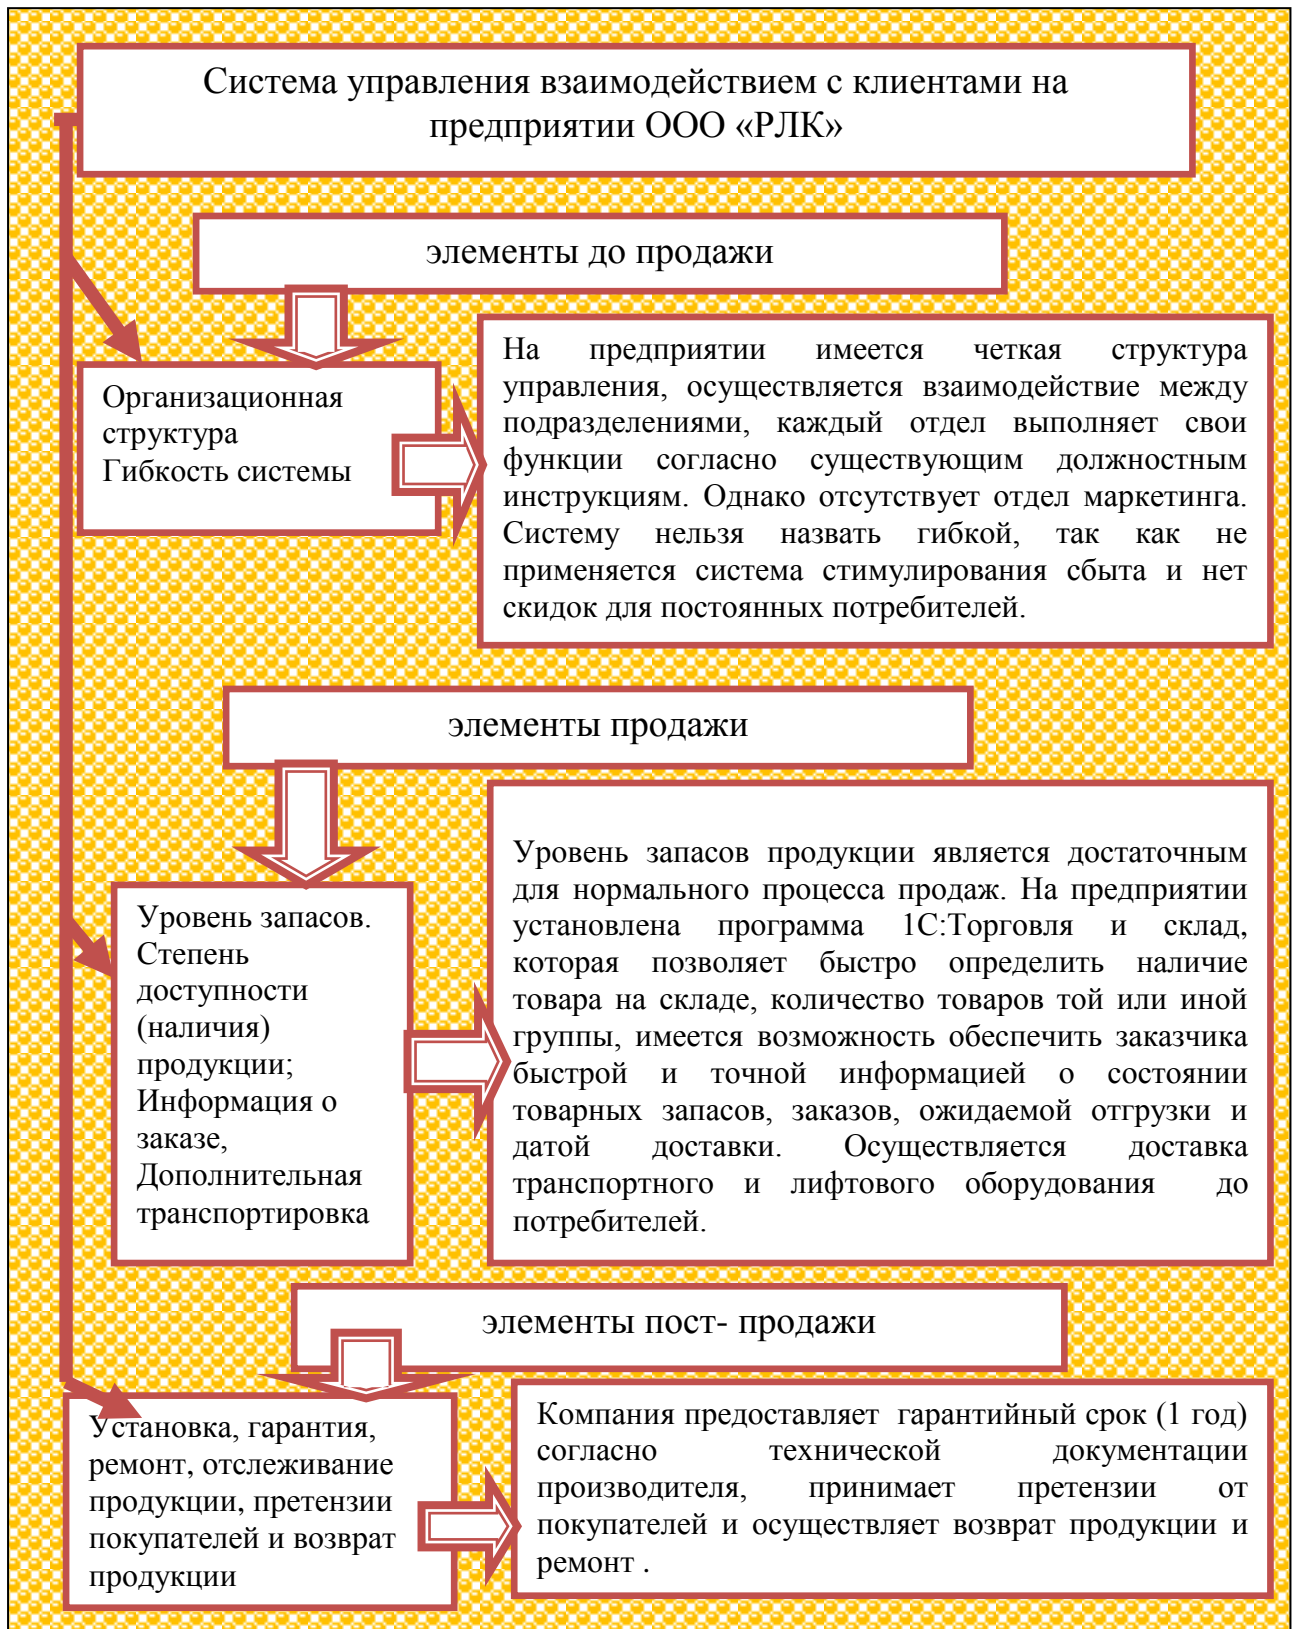 Система управления взаимодействием с клиентами на
предприятии ООО «РЛК»
элементы до продажи
Организационная
структура
Гибкость системы
На предприятии имеется четкая структура
управления, осуществляется взаимодействие между
подразделениями, каждый отдел выполняет свои
функции согласно существующим должностным
инструкциям. Однако отсутствует отдел маркетинга.
Систему нельзя назвать гибкой, так как не
применяется система стимулирования сбыта и нет
скидок для постоянных потребителей.
элементы продажи
Уровень запасов.
Степень
доступности
(наличия)
продукции;
Информация о
заказе,
Дополнительная
транспортировка
Уровень запасов продукции является достаточным
для нормального процесса продаж. На предприятии
установлена программа 1С:Торговля и склад,
которая позволяет быстро определить наличие
товара на складе, количество товаров той или иной
группы, имеется возможность обеспечить заказчика
быстрой и точной информацией о состоянии
товарных запасов, заказов, ожидаемой отгрузки и
датой доставки. Осуществляется доставка
транспортного и лифтового оборудования до
потребителей.
элементы пост- продажи
Установка, гарантия,
ремонт, отслеживание
продукции, претензии
покупателей и возврат
продукции
Компания предоставляет гарантийный срок (1 год)
согласно технической документации
производителя, принимает претензии от
покупателей и осуществляет возврат продукции и
ремонт .